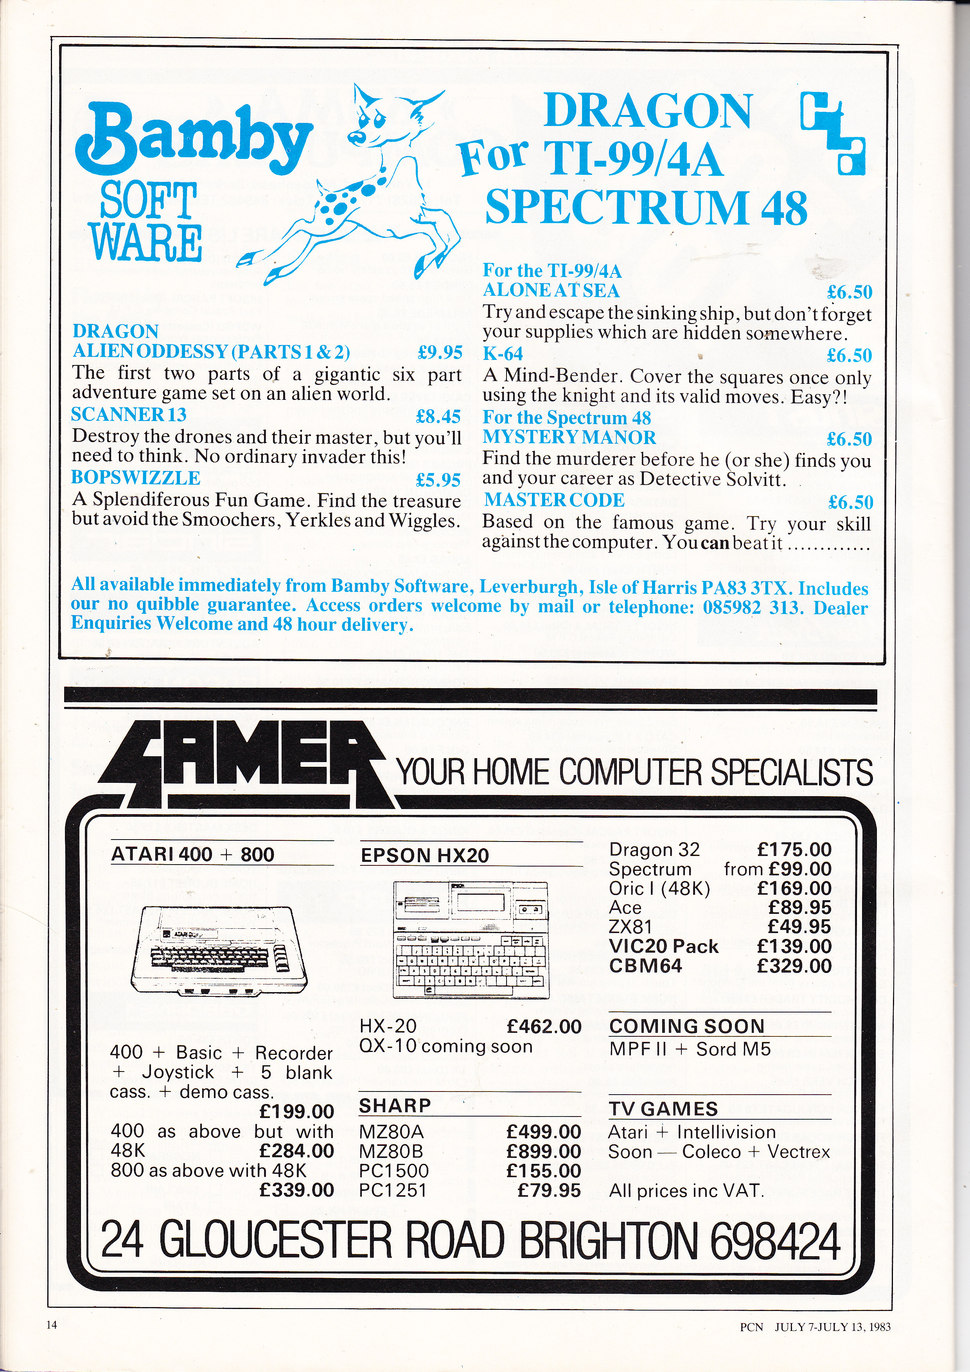 Bamby
SOFT
WARE
DRAGON
For TI-99/4A
SPECTRUM 48
DRAGON
ALIEN ODDESSY (PARTS 1 & 2) £9.95
The first two parts of a gigantic six part
adventure game set on an alien world.
SCANNER 13 £8.45
Destroy the drones and their master, but you'll
need to think. No ordinary invader this!
BOPSWIZZLE £5.95
A Splendiferous Fun Game. Find the treasure
but avoid the Smoochers, Yerkles and Wiggles.
For the TI-99/4A
ALONE AT SEA £6.50
Try and escape the sinking ship, but don't forget
your supplies which are hidden somewhere.
K-64 £6.50
A Mind-Bender. Cover the squares once only
using the knight and its valid moves. Easy?!
For the Spectrum 48
MYSTERY MANOR £6.50
Find the murderer before he (or she) finds you
and your career as Detective Solvitt.
MASTER CODE £6.50
Based on the famous game. Try your skill
against the computer. You can beat it .............
All available immediately from Bamby Software, Leverburgh, Isle of Harris PA83 3TX. Includes
our no quibble guarantee. Access orders welcome by mail or telephone: 085982 313. Dealer
Enquiries Welcome and 48 hour delivery.
GAMER YOUR HOME COMPUTER SPECIALISTS
ATARI 400 + 800
400 + Basic + Recorder
+ Joystick + 5 blank
cass. + demo cass.
£199.00
400 as above but with
48K £284.00
800 as above with 48K
£339.00
EPSON HX20
HX-20 £462.00
QX-10 coming soon
SHARP
MZ80A £499.00
MZ80B £899.00
PC1500 £155.00
PC1251 £79.95
Dragon 32 £175.00
Spectrum from £99.00
Oric I (48K) £169.00
Ace £89.95
ZX81 £49.95
VIC20 Pack £139.00
CBM64 £329.00
COMING SOON
MPF II + Sord M5
TV GAMES
Atari + Intellivision
Soon — Coleco + Vectrex
All prices inc VAT.
24 GLOUCESTER ROAD BRIGHTON 698424
14
PCN JULY 7-JULY 13, 1983